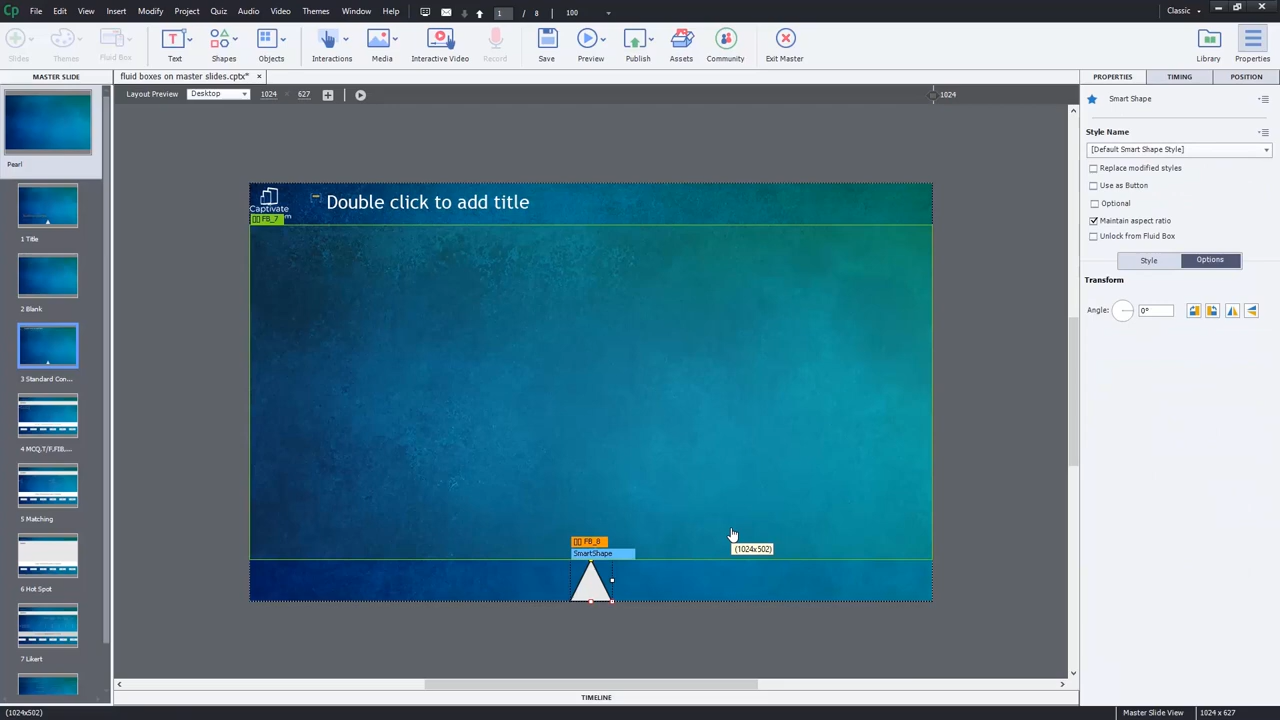 Cp File Edit View Insert Modify Project Quiz Audio Video Themes Window Help 1 / 8 100 Classic
Slides Themes Fluid Box Text Shapes Objects Interactions Media Interactive Video Record Save Preview Publish Assets Community Exit Master Library Properties
MASTER SLIDE fluid boxes on master slides.cptx* × PROPERTIES TIMING POSITION
Layout Preview Desktop 1024 × 627 1024
Smart Shape
Style Name
[Default Smart Shape Style]
Replace modified styles
Use as Button
Optional
Maintain aspect ratio
Unlock from Fluid Box
Style Options
Transform
Angle: 0°
Pearl
1 Title
2 Blank
3 Standard Con...
4 MCQ,T/F,FIB,...
5 Matching
6 Hot Spot
7 Likert
Captivate
Double click to add title
FB_7
FB_8
SmartShape
(1024x502)
TIMELINE
(1024x502) Master Slide View 1024 x 627